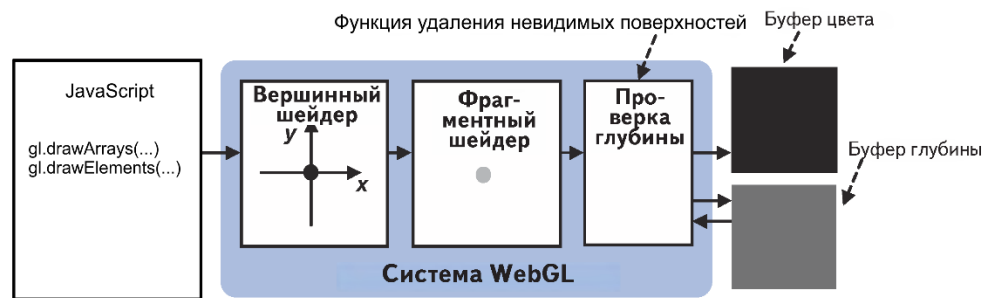 Функция удаления невидимых поверхностей
Буфер цвета
JavaScript
gl.drawArrays(...)
gl.drawElements(...)
Вершинный
шейдер
y
x
Фраг-
ментный
шейдер
Про-
верка
глубины
Буфер глубины
Система WebGL